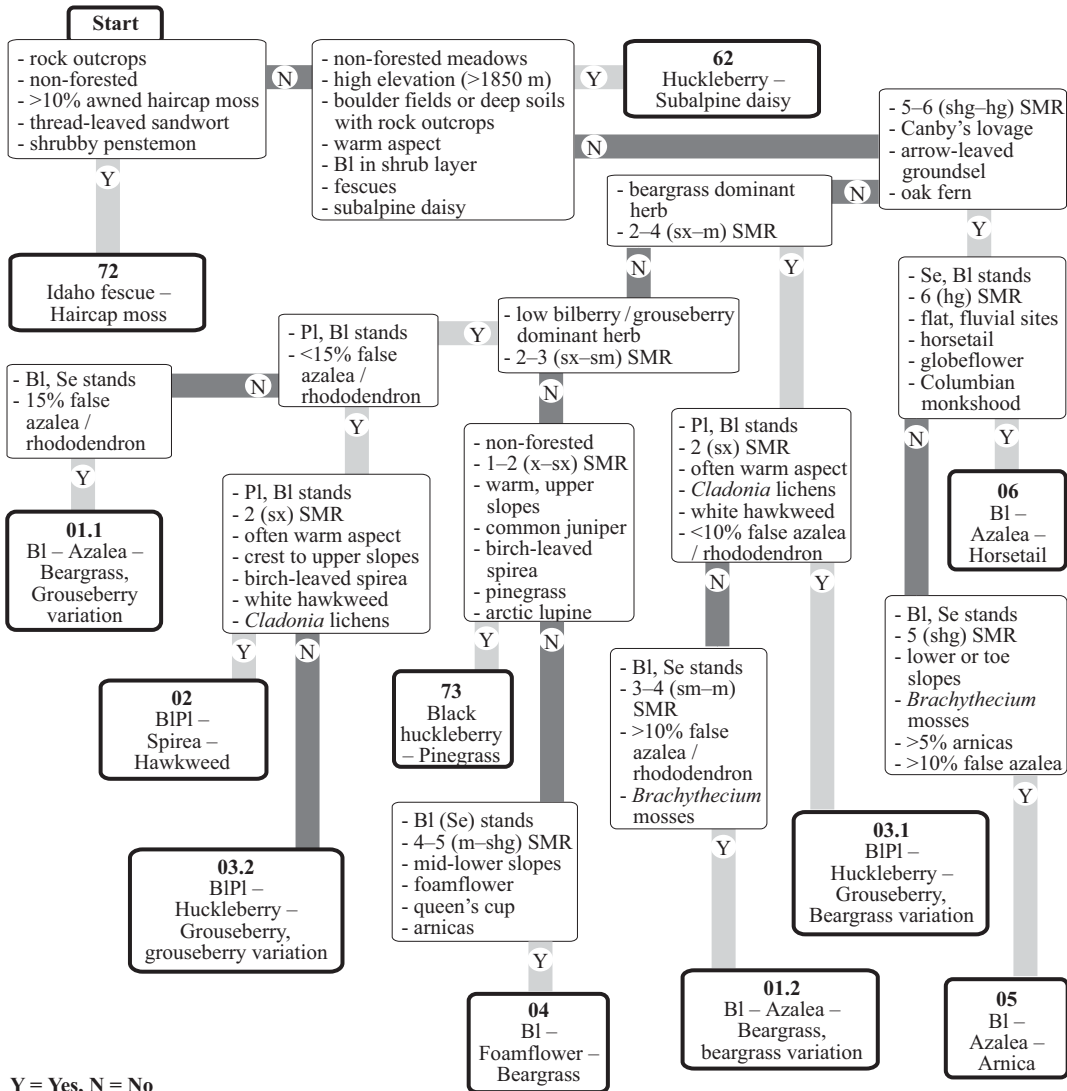 Start
- rock outcrops
- non-forested
- >10% awned haircap moss
- thread-leaved sandwort
- shrubby penstemon
N
- non-forested meadows
- high elevation (>1850 m)
- boulder fields or deep soils
with rock outcrops
- warm aspect
- Bl in shrub layer
- fescues
- subalpine daisy
Y
62
Huckleberry –
Subalpine daisy
N
- 5–6 (shg–hg) SMR
- Canby's lovage
- arrow-leaved
groundsel
- oak fern
Y
72
Idaho fescue –
Haircap moss
N
- beargrass dominant
herb
- 2–4 (sx–m) SMR
Y
- Se, Bl stands
- 6 (hg) SMR
- flat, fluvial sites
- horsetail
- globeflower
- Columbian
monkshood
N
Y
- low bilberry / grouseberry
dominant herb
- 2–3 (sx–sm) SMR
Y
- Pl, Bl stands
- <15% false
azalea /
rhododendron
N
- Bl, Se stands
- 15% false
azalea /
rhododendron
Y
01.1
Bl – Azalea –
Beargrass,
Grouseberry
variation
Y
- Pl, Bl stands
- 2 (sx) SMR
- often warm aspect
- crest to upper slopes
- birch-leaved spirea
- white hawkweed
- Cladonia lichens
Y
02
BlPl –
Spirea –
Hawkweed
N
03.2
BlPl –
Huckleberry –
Grouseberry,
grouseberry variation
N
- non-forested
- 1–2 (x–sx) SMR
- warm, upper
slopes
- common juniper
- birch-leaved
spirea
- pinegrass
- arctic lupine
Y
73
Black
huckleberry
– Pinegrass
N
- Bl (Se) stands
- 4–5 (m–shg) SMR
- mid-lower slopes
- foamflower
- queen's cup
- arnicas
Y
04
Bl –
Foamflower –
Beargrass
- Pl, Bl stands
- 2 (sx) SMR
- often warm aspect
- Cladonia lichens
- white hawkweed
- <10% false azalea
/ rhododendron
N
- Bl, Se stands
- 3–4 (sm–m)
SMR
- >10% false
azalea /
rhododendron
- Brachythecium
mosses
Y
01.2
Bl – Azalea –
Beargrass,
beargrass variation
Y
03.1
BlPl –
Huckleberry –
Grouseberry,
Beargrass variation
N
- Bl, Se stands
- 5 (shg) SMR
- lower or toe
slopes
- Brachythecium
mosses
- >5% arnicas
- >10% false azalea
Y
05
Bl –
Azalea –
Arnica
Y
06
Bl –
Azalea –
Horsetail
Y = Yes, N = No